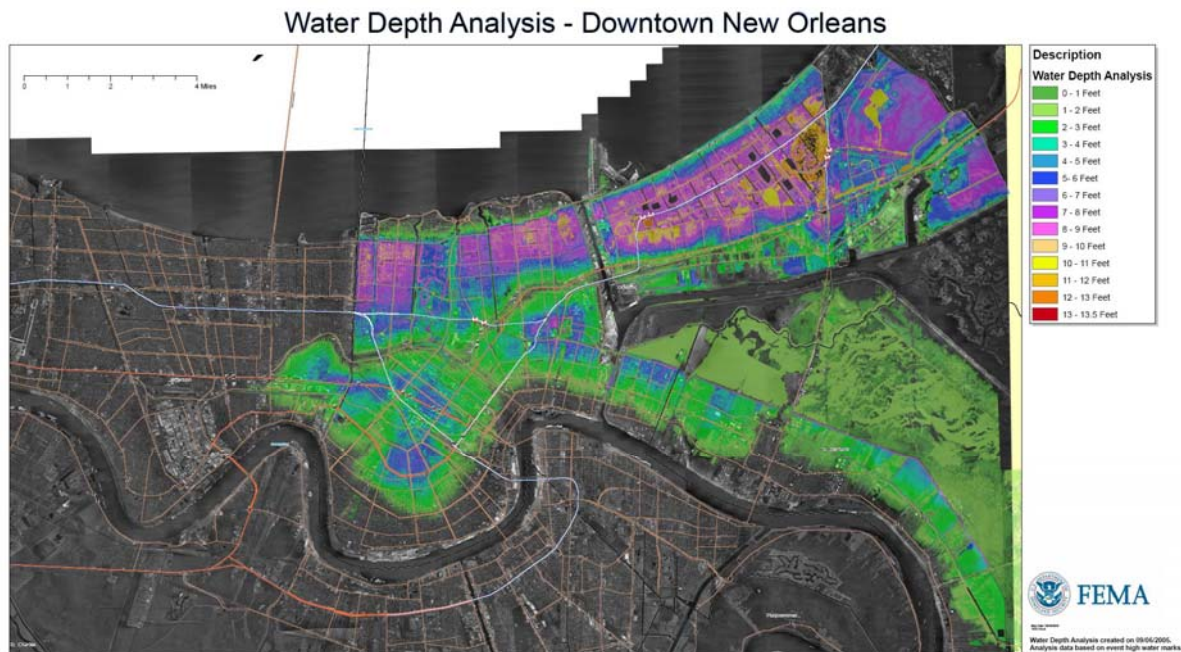 Water Depth Analysis - Downtown New Orleans
0 1 2 4 Miles
Description
Water Depth Analysis
0 - 1 Feet
1 - 2 Feet
2 - 3 Feet
3 - 4 Feet
4 - 5 Feet
5- 6 Feet
6 - 7 Feet
7 - 8 Feet
8 - 9 Feet
9 - 10 Feet
10 - 11 Feet
11 - 12 Feet
12 - 13 Feet
13 - 13.5 Feet
FEMA
Water Depth Analysis created on 09/06/2005.
Analysis data based on event high water marks